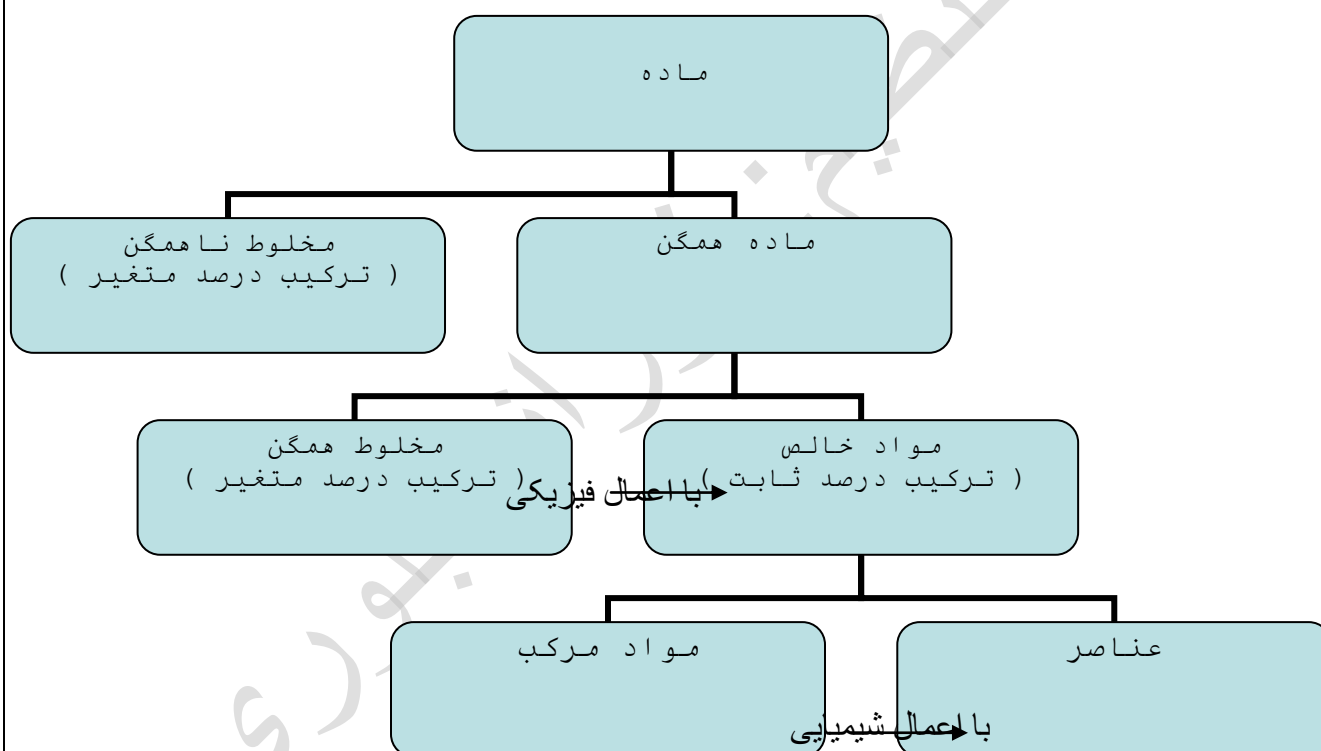 ماده
ماده همگن
مخلوط ناهمگن
( ترکیب درصد متغیر )
مواد خالص
( ترکیب درصد ثابت )
با اعمال فیزیکی
مخلوط همگن
( ترکیب درصد متغیر )
عناصر
با اعمال شیمیایی
مواد مرکب